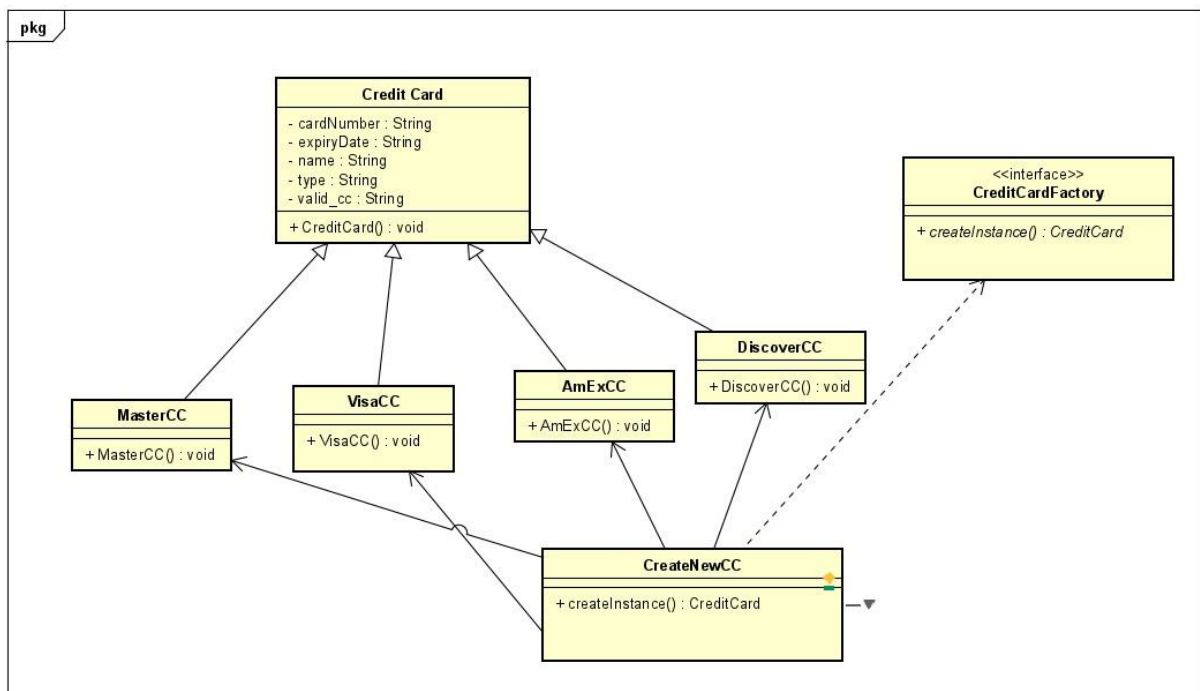 pkg
Credit Card
- cardNumber : String
- expiryDate : String
- name : String
- type : String
- valid_cc : String
+ CreditCard() : void
<<interface>>
CreditCardFactory
+ createInstance() : CreditCard
DiscoverCC
+ DiscoverCC() : void
AmExCC
+ AmExCC() : void
VisaCC
+ VisaCC() : void
MasterCC
+ MasterCC() : void
CreateNewCC
+ createInstance() : CreditCard